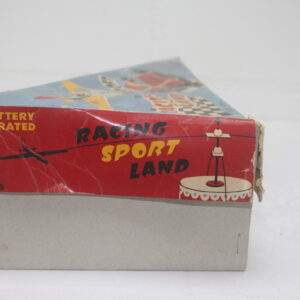 TTERY
RATED
RACING
SPORT
LAND